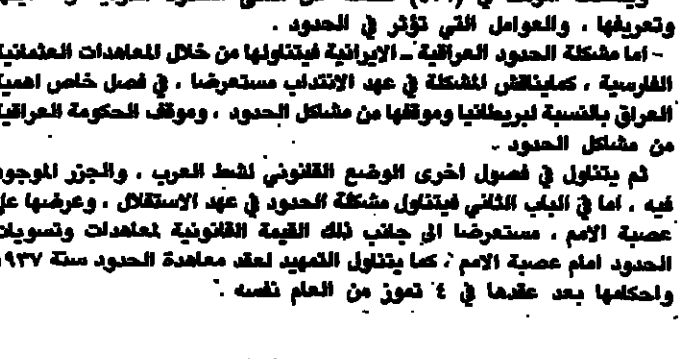 وتعريفها ، والعوامل التي تؤثر في الحدود .
– اما مشكلة الحدود العراقية ــ الايرانية فيتناولها من خلال المعاهدات العثمانية
الفارسية ، كمايناقش المشكلة في عهد الانتداب مستعرضا ، في فصل خاص اهمية
العراق بالنسبة لبريطانيا وموقفها من مشاكل الحدود ، وموقف الحكومة العراقية
من مشاكل الحدود .
ثم يتناول في فصول اخرى الوضع القانوني لشط العرب ، والجزر الموجود
فيه ، اما في الباب الثاني فيتناول مشكلة الحدود في عهد الاستقلال ، وعرضها على
عصبة الامم ، مستعرضا الى جانب ذلك القيمة القانونية لمعاهدات وتسويات
الحدود امام عصبة الامم ، كما يتناول التمهيد لعقد معاهدة الحدود سنة ١٩٣٧
واحكامها بعد عقدها في ٤ تموز من العام نفسه .